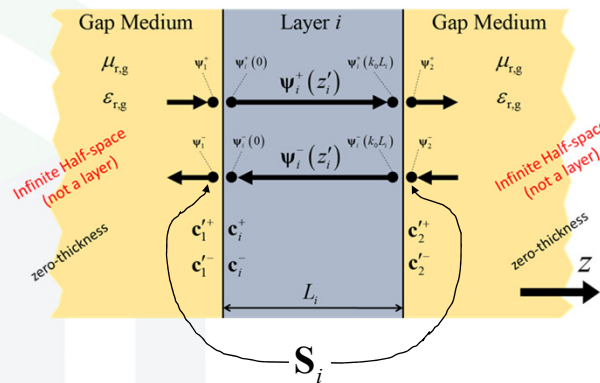 Gap Medium Layer i Gap Medium
μr,g ψ₁⁺ ψᵢ⁺(0) ψᵢ⁺(z′ᵢ) ψᵢ⁺(k₀Lᵢ) ψ₂⁺ μr,g
εr,g εr,g
ψ₁⁻ ψᵢ⁻(0) ψᵢ⁻(z′ᵢ) ψᵢ⁻(k₀Lᵢ) ψ₂⁻
Infinite Half-space
(not a layer)
Infinite Half-space
(not a layer)
zero-thickness
zero-thickness
c′₁⁺ cᵢ⁺ c′₂⁺
c′₁⁻ cᵢ⁻ c′₂⁻
z
Lᵢ
Sᵢ